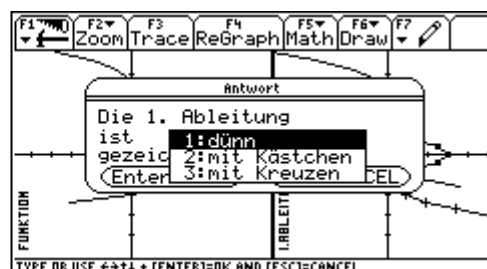 F1 F2 Zoom F3 Trace F4 ReGraph F5 Math F6 Draw F7
Antwort
Die 1. Ableitung
ist
gezeic
1:dünn
2:mit Kästchen
3:mit Kreuzen
Enter
CEL
FUNKTION
1.ABLEIT
TYPE OR USE ←→↑↓ + [ENTER]=OK AND [ESC]=CANCEL